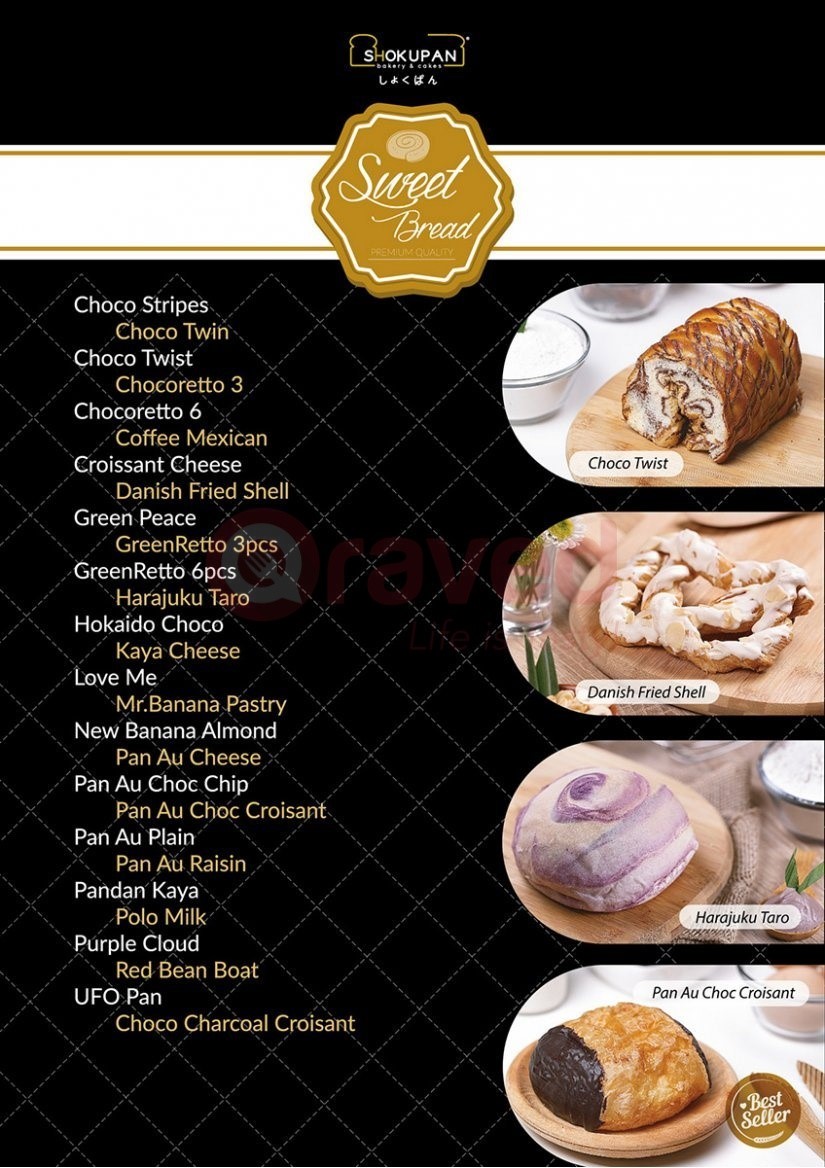 SHOKUPAN
bakery & cakes
しょくぱん
Sweet
Bread
PREMIUM QUALITY
Choco Stripes
Choco Twin
Choco Twist
Chocoretto 3
Chocoretto 6
Coffee Mexican
Croissant Cheese
Danish Fried Shell
Green Peace
GreenRetto 3pcs
GreenRetto 6pcs
Harajuku Taro
Hokaido Choco
Kaya Cheese
Love Me
Mr.Banana Pastry
New Banana Almond
Pan Au Cheese
Pan Au Choc Chip
Pan Au Choc Croisant
Pan Au Plain
Pan Au Raisin
Pandan Kaya
Polo Milk
Purple Cloud
Red Bean Boat
UFO Pan
Choco Charcoal Croisant
Choco Twist
Danish Fried Shell
Harajuku Taro
Pan Au Choc Croisant
Best
Seller
Qraved
Life is